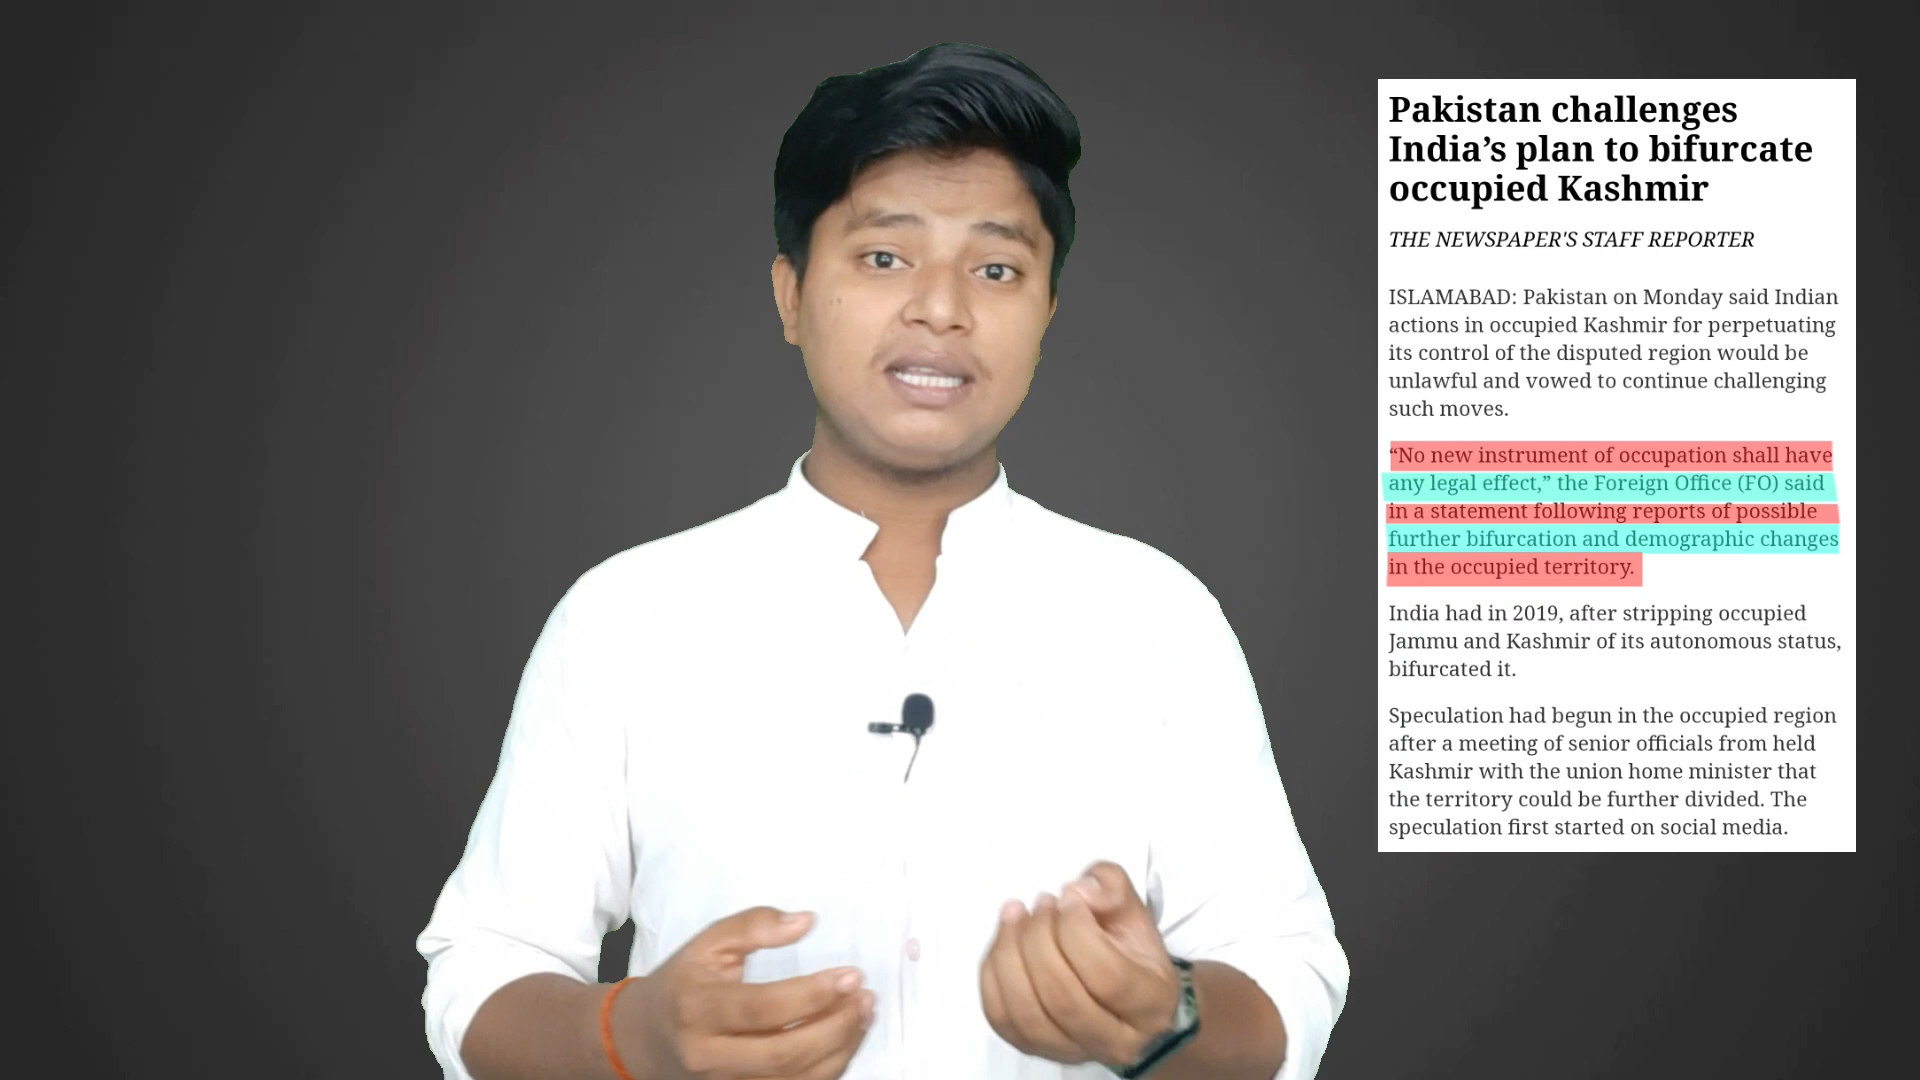 Pakistan challenges
India’s plan to bifurcate
occupied Kashmir
THE NEWSPAPER'S STAFF REPORTER
ISLAMABAD: Pakistan on Monday said Indian
actions in occupied Kashmir for perpetuating
its control of the disputed region would be
unlawful and vowed to continue challenging
such moves.
“No new instrument of occupation shall have
any legal effect,” the Foreign Office (FO) said
in a statement following reports of possible
further bifurcation and demographic changes
in the occupied territory.
India had in 2019, after stripping occupied
Jammu and Kashmir of its autonomous status,
bifurcated it.
Speculation had begun in the occupied region
after a meeting of senior officials from held
Kashmir with the union home minister that
the territory could be further divided. The
speculation first started on social media.